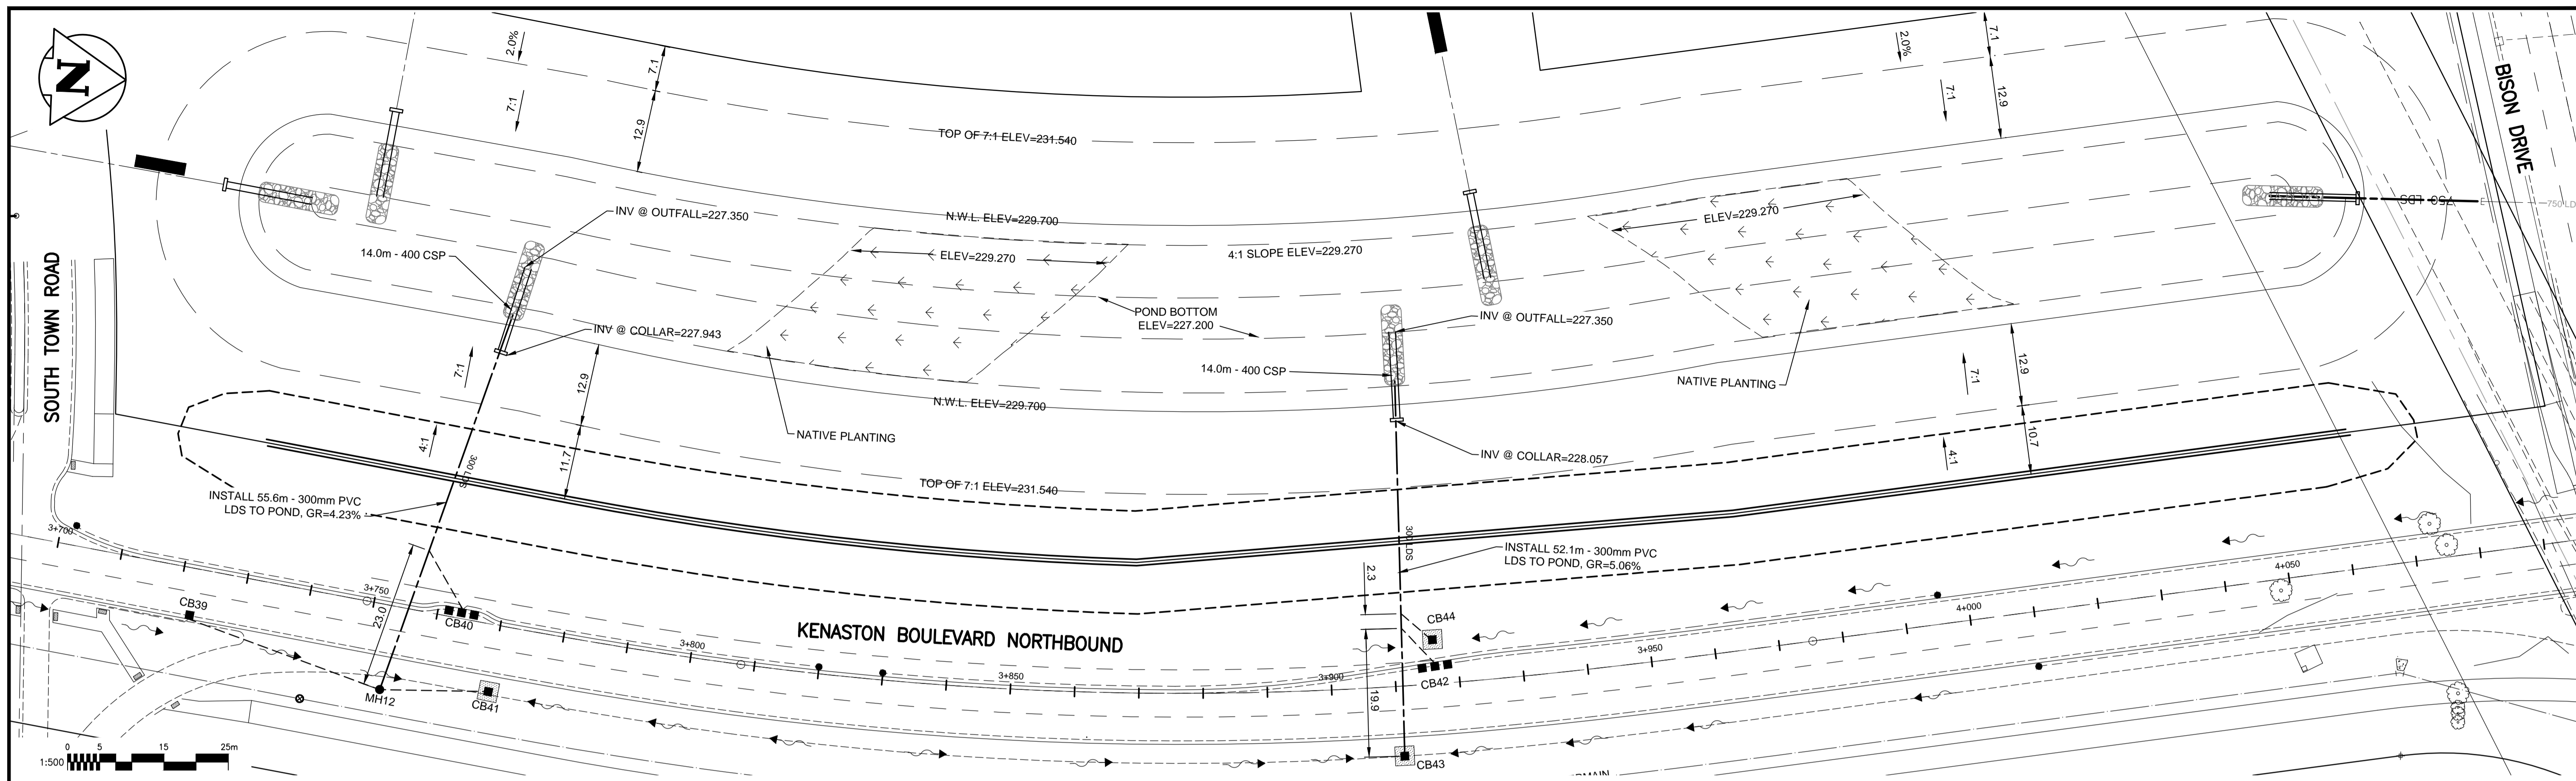 N
2.0%
7:1
7.1
12.9
TOP OF 7:1 ELEV=231.540
2.0%
7:1
7.1
12.9
BISON DRIVE
SOUTH TOWN ROAD
INV @ OUTFALL=227.350
14.0m - 400 CSP
INV @ COLLAR=227.943
N.W.L. ELEV=229.700
ELEV=229.270
4:1 SLOPE ELEV=229.270
ELEV=229.270
750 LDS
750 LD
POND BOTTOM
ELEV=227.200
INV @ OUTFALL=227.350
14.0m - 400 CSP
NATIVE PLANTING
7:1
12.9
N.W.L. ELEV=229.700
NATIVE PLANTING
7:1
12.9
4:1
11.7
300 LDS
INV @ COLLAR=228.057
4:1
10.7
TOP OF 7:1 ELEV=231.540
INSTALL 55.6m - 300mm PVC
LDS TO POND, GR=4.23%
300 LDS
INSTALL 52.1m - 300mm PVC
LDS TO POND, GR=5.06%
3+700
3+750
23.0
CB39
CB40
3+800
KENASTON BOULEVARD NORTHBOUND
3+850
3+900
2.3
CB44
CB42
19.9
3+950
4+000
4+050
MH12
CB41
CB43
0 5 15 25m
1:500